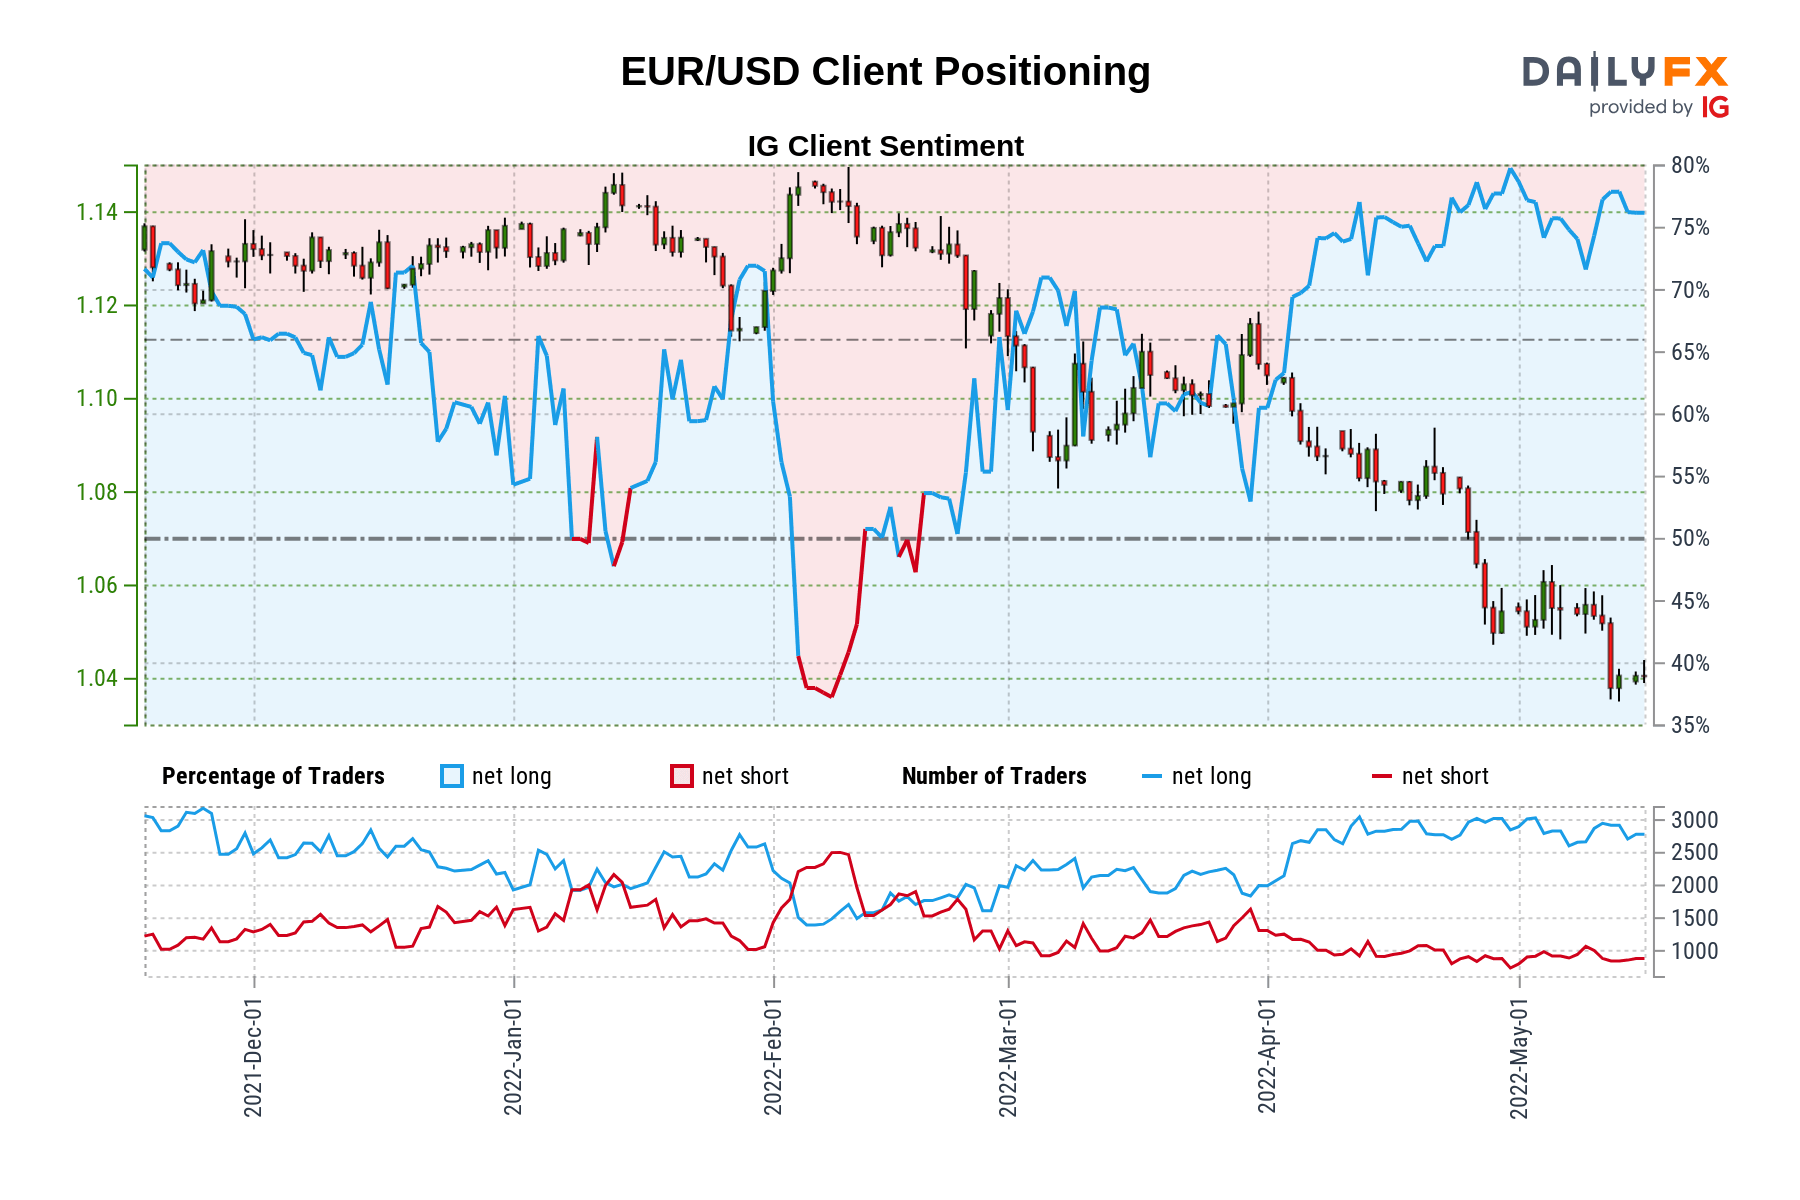 EUR/USD Client Positioning
DAILYFX
provided by IG
IG Client Sentiment
1.14
1.12
1.10
1.08
1.06
1.04
80%
75%
70%
65%
60%
55%
50%
45%
40%
35%
Percentage of Traders
net long
net short
Number of Traders
net long
net short
3000
2500
2000
1500
1000
2021-Dec-01
2022-Jan-01
2022-Feb-01
2022-Mar-01
2022-Apr-01
2022-May-01